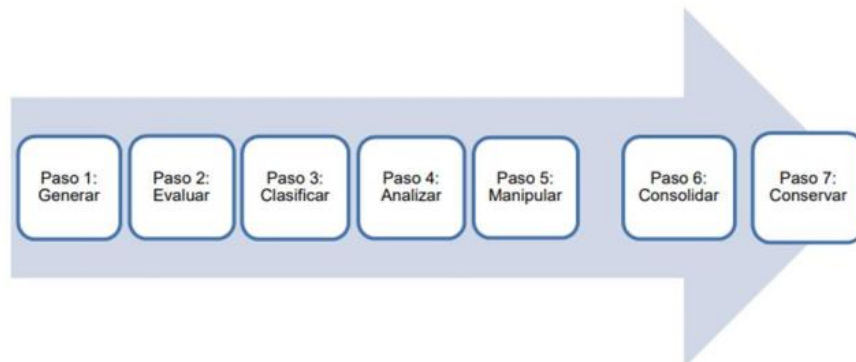 Paso 1:
Generar
Paso 2:
Evaluar
Paso 3:
Clasificar
Paso 4:
Analizar
Paso 5:
Manipular
Paso 6:
Consolidar
Paso 7:
Conservar